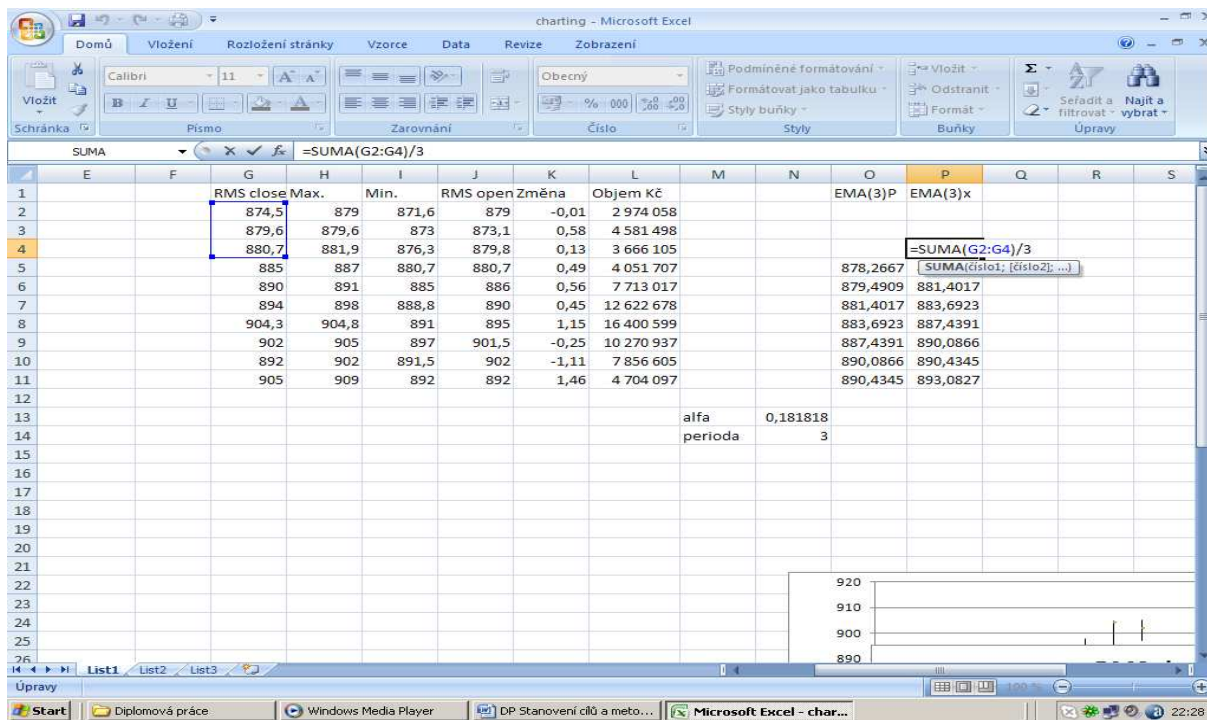 charting - Microsoft Excel
Domů Vložení Rozložení stránky Vzorce Data Revize Zobrazení
Vložit
Calibri 11 A A
B I U A
Obecný
% 000
Podmíněné formátování
Formátovat jako tabulku
Styly buňky
Vložit
Odstranit
Formát
Σ
Seřadit a filtrovat
Najít a vybrat
Schránka Písmo Zarovnání Číslo Styly Buňky Úpravy
SUMA =SUMA(G2:G4)/3
E F G H I J K L M N O P Q R S
1 RMS close Max. Min. RMS open Změna Objem Kč EMA(3)P EMA(3)x
2 874,5 879 871,6 879 -0,01 2 974 058
3 879,6 879,6 873 873,1 0,58 4 581 498
4 880,7 881,9 876,3 879,8 0,13 3 666 105 =SUMA(G2:G4)/3
5 885 887 880,7 880,7 0,49 4 051 707 878,2667 SUMA(číslo1; [číslo2]; ...)
6 890 891 885 886 0,56 7 713 017 879,4909 881,4017
7 894 898 888,8 890 0,45 12 622 678 881,4017 883,6923
8 904,3 904,8 891 895 1,15 16 400 599 883,6923 887,4391
9 902 905 897 901,5 -0,25 10 270 937 887,4391 890,0866
10 892 902 891,5 902 -1,11 7 856 605 890,0866 890,4345
11 905 909 892 892 1,46 4 704 097 890,4345 893,0827
12
13 alfa 0,181818
14 perioda 3
15
16
17
18
19
20
21
22 920
23 910
24
25 900
26 890
List1 List2 List3
Úpravy 100 %
Start Diplomová práce Windows Media Player DP Stanovení cílů a meto... Microsoft Excel - char... 22:28